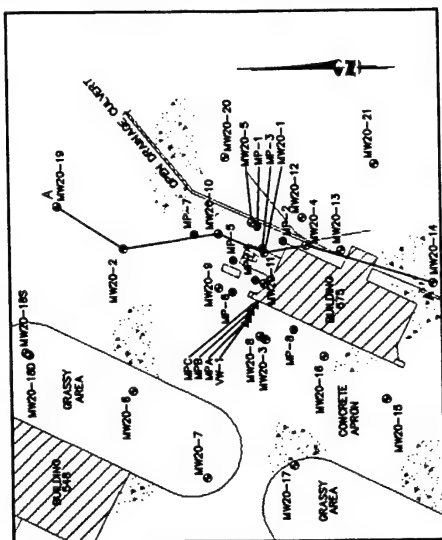 OPEN DRAINAGE CULVERT
MW20-19
A
MW20-20
MW20-5
MP-1
MP-3
MW20-1
N
MW20-21
MW20-12
MW20-4
MW20-13
MW20-14
A
MP-2
MW20-10
MP-7
MW20-2
MP-5
MW20-11
MW20-9
MP-6
MPC
MPB
MPA
VW-1
MW20-8
MW20-3
MP-8
BUILDING
575
MW20-16
CONCRETE
APRON
MW20-15
MW20-18S
MW20-18D
GRASSY
AREA
MW20-6
MW20-7
BUILDING
548
MW20-17
GRASSY
AREA